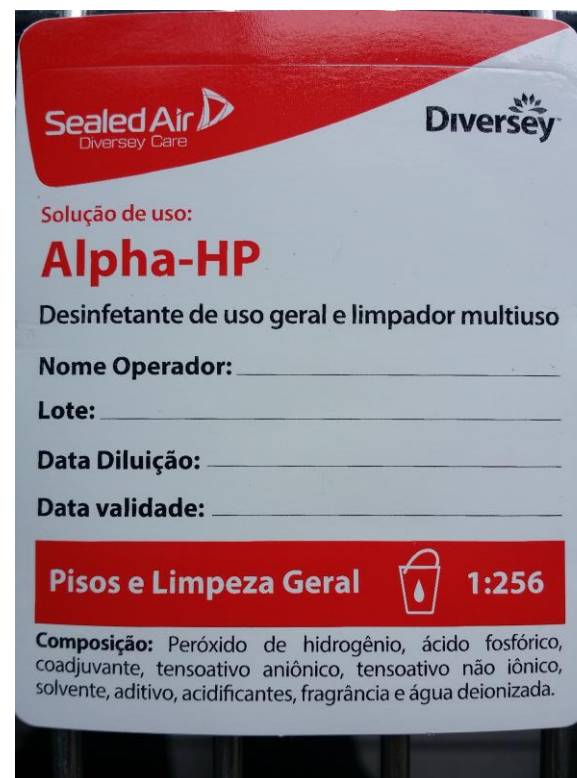 Sealed Air
Diversey Care
Diversey™
Solução de uso:
Alpha-HP
Desinfetante de uso geral e limpador multiuso
Nome Operador:
Lote:
Data Diluição:
Data validade:
Pisos e Limpeza Geral 1:256
Composição: Peróxido de hidrogênio, ácido fosfórico,
coadjuvante, tensoativo aniônico, tensoativo não iônico,
solvente, aditivo, acidificantes, fragrância e água deionizada.